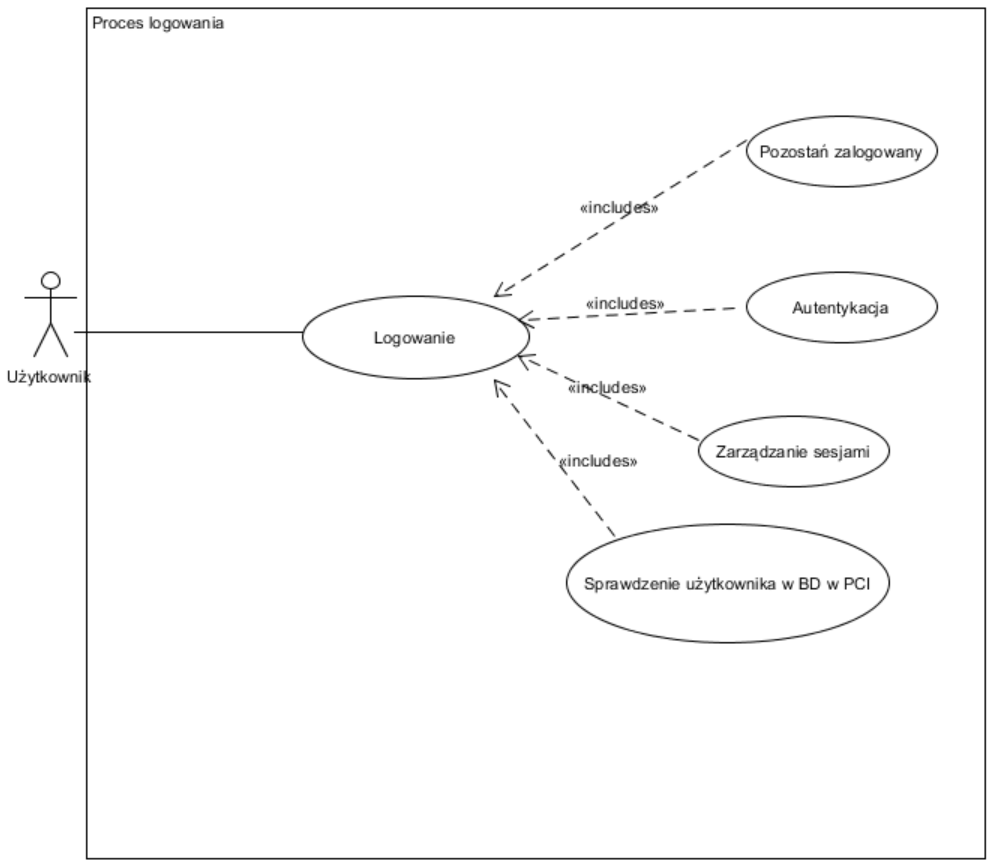 Proces logowania
Pozostań zalogowany
«includes»
«includes»
Autentykacja
Logowanie
Użytkownik
«includes»
Zarządzanie sesjami
«includes»
Sprawdzenie użytkownika w BD w PCI